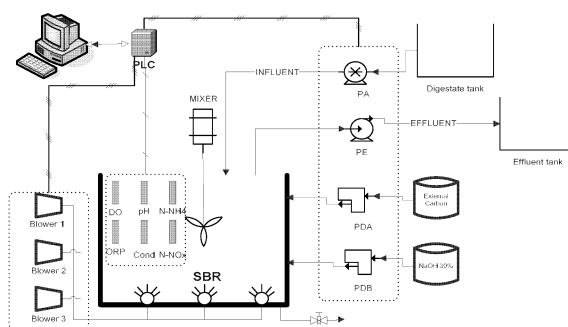 PLC
INFLUENT
PA
Digestate tank
MIXER
PE
EFFLUENT
Effluent tank
DO
pH
N-NH4
ORP
Cond
N-NOx
SBR
PDA
External
Carbon
PDB
NaOH 30%
Blower 1
Blower 2
Blower 3